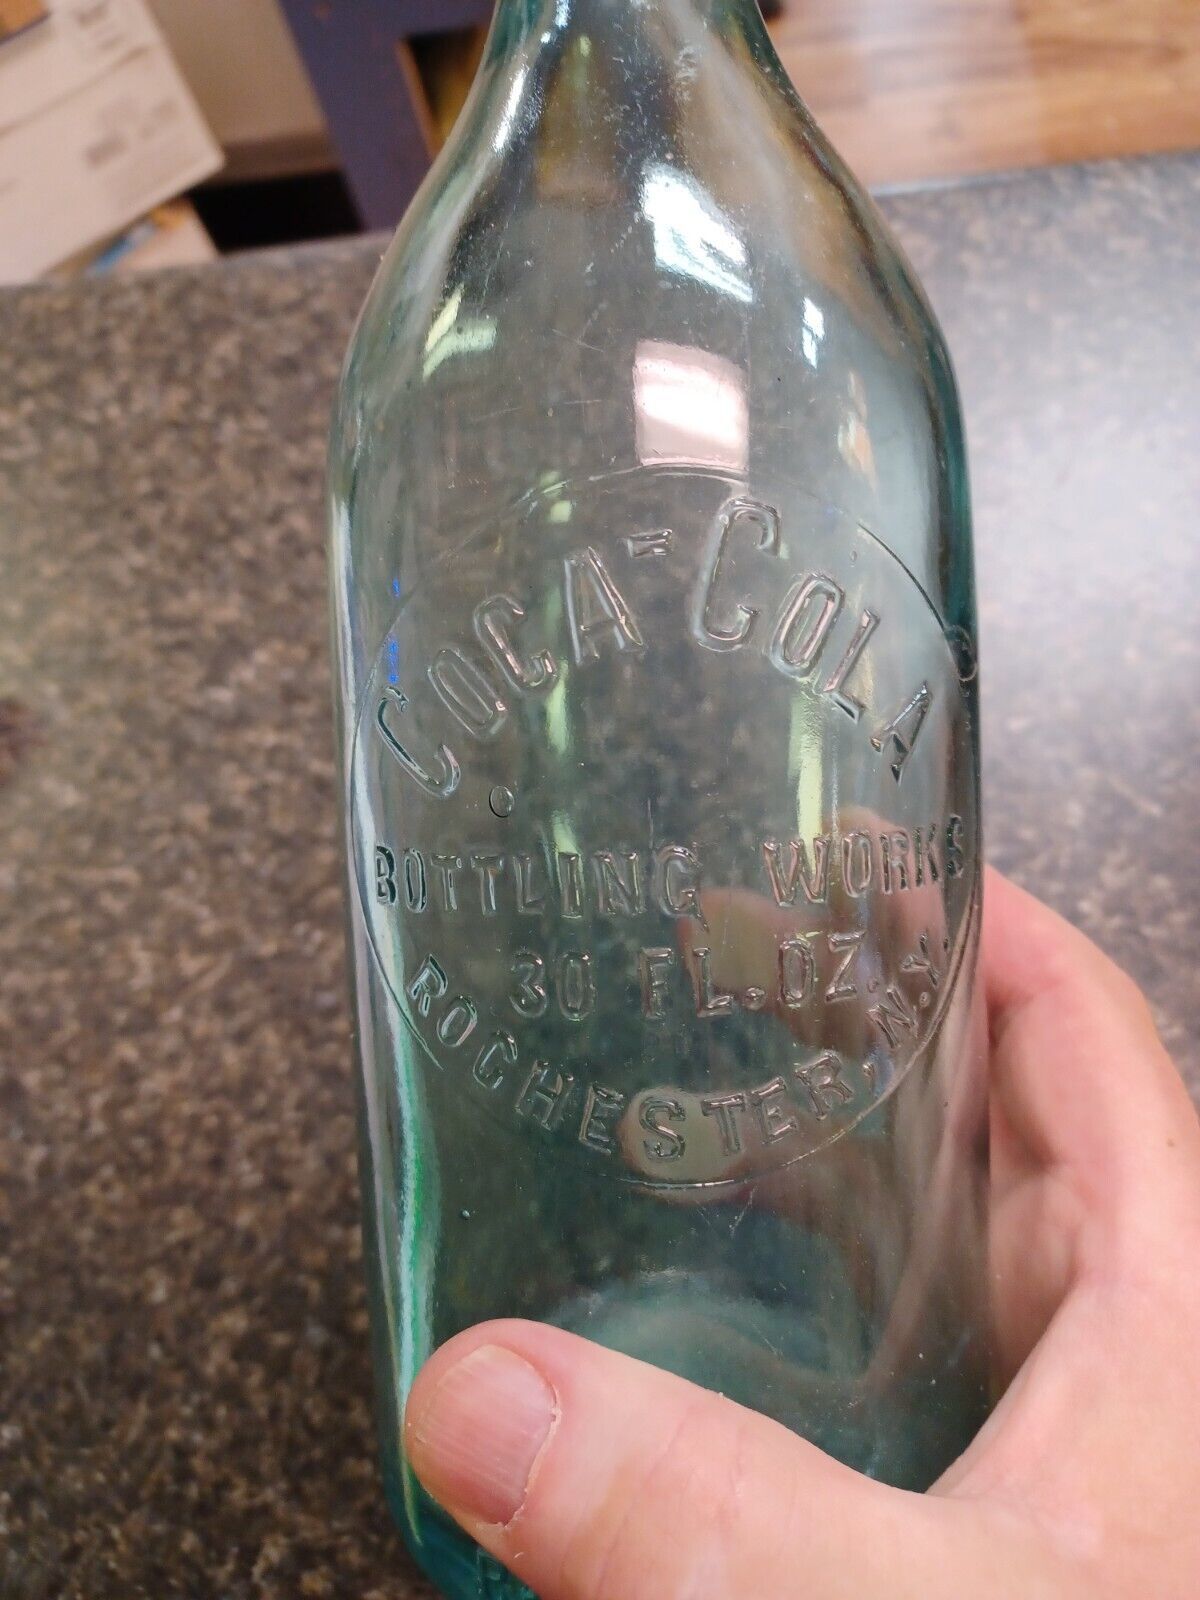 COCA-COLA
BOTTLING WORKS
30 FL. OZ.
ROCHESTER, N.Y.